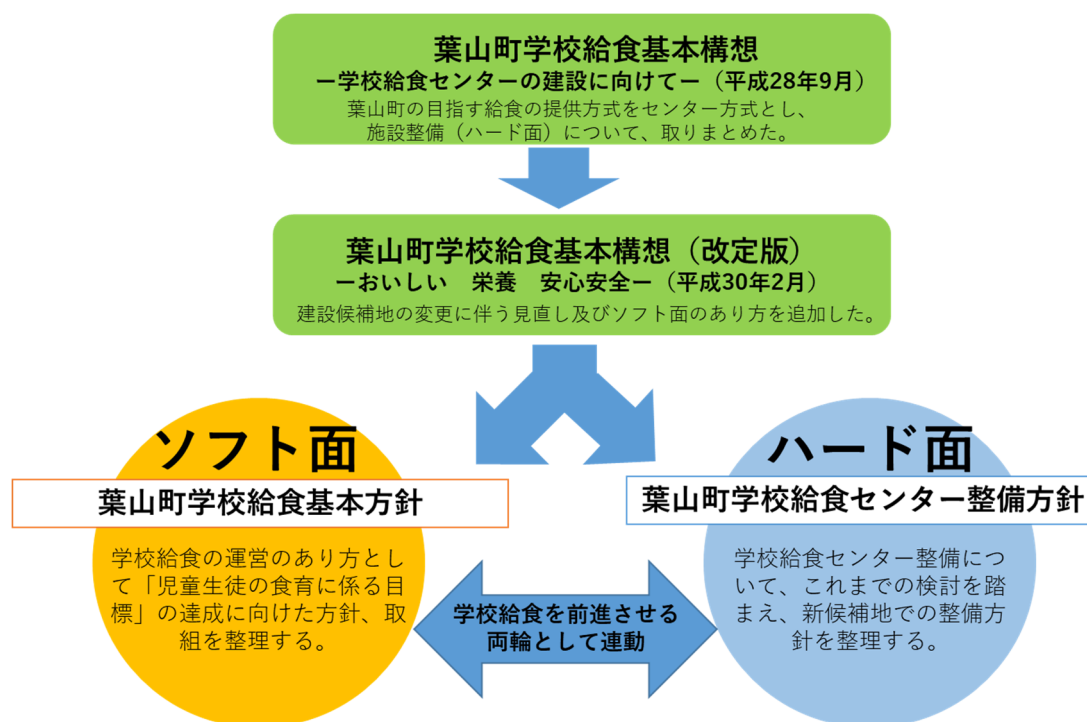 葉山町学校給食基本構想
ー学校給食センターの建設に向けてー（平成28年9月）
葉山町の目指す給食の提供方式をセンター方式とし、
施設整備（ハード面）について、取りまとめた。
葉山町学校給食基本構想（改定版）
ーおいしい　栄養　安心安全ー（平成30年2月）
建設候補地の変更に伴う見直し及びソフト面のあり方を追加した。
ソフト面
葉山町学校給食基本方針
学校給食の運営のあり方とし
て「児童生徒の食育に係る目
標」の達成に向けた方針、取
組を整理する。
学校給食を前進させる
両輪として連動
ハード面
葉山町学校給食センター整備方針
学校給食センター整備につい
て、これまでの検討を踏
まえ、新候補地での整備方
針を整理する。